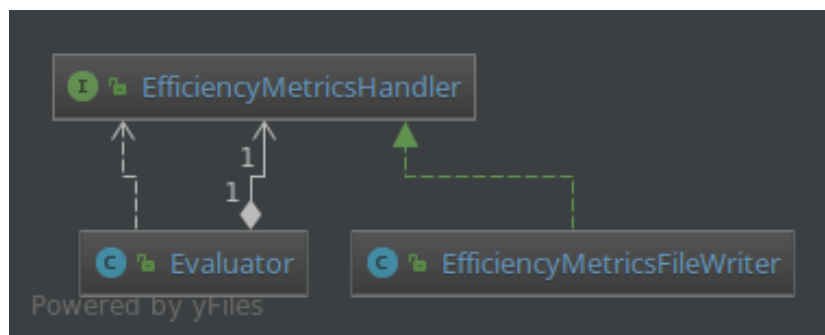 I EfficiencyMetricsHandler
1
1
C Evaluator
C EfficiencyMetricsFileWriter
Powered by yFiles